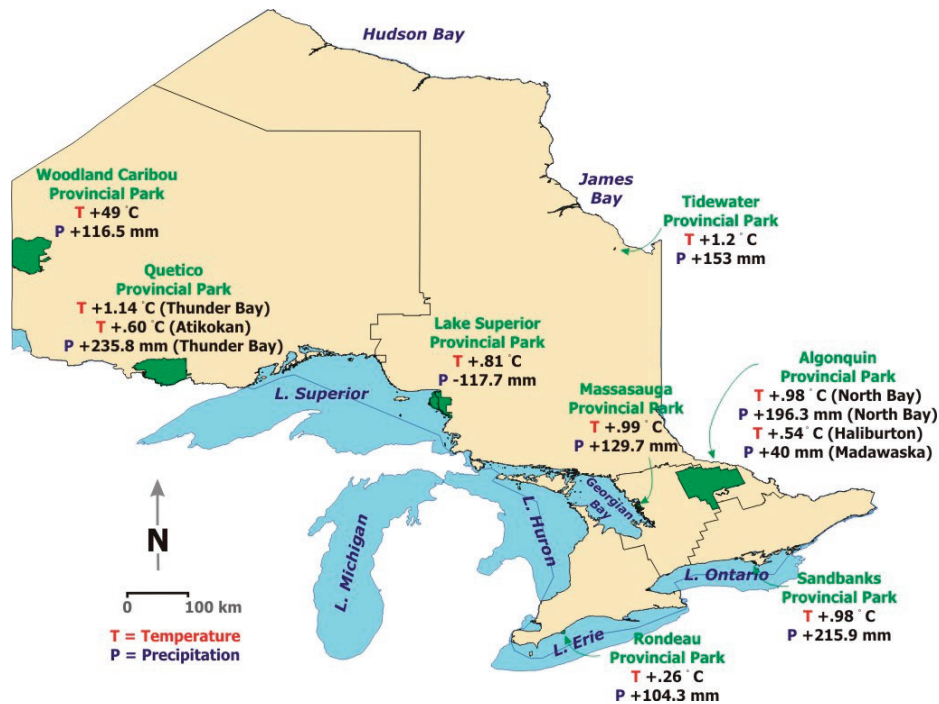 Hudson Bay
James
Bay
Woodland Caribou
Provincial Park
T +49 °C
P +116.5 mm
Tidewater
Provincial Park
T +1.2 °C
P +153 mm
Quetico
Provincial Park
T +1.14 °C (Thunder Bay)
T +.60 °C (Atikokan)
P +235.8 mm (Thunder Bay)
Lake Superior
Provincial Park
T +.81 °C
P -117.7 mm
Algonquin
Provincial Park
T +.98 °C (North Bay)
P +196.3 mm (North Bay)
T +.54 °C (Haliburton)
P +40 mm (Madawaska)
Massasauga
Provincial Park
T +.99 °C
P +129.7 mm
L. Superior
Georgian
Bay
L. Huron
L. Michigan
N
0 100 km
T = Temperature
P = Precipitation
L. Ontario
Sandbanks
Provincial Park
T +.98 °C
P +215.9 mm
L. Erie
Rondeau
Provincial Park
T +.26 °C
P +104.3 mm